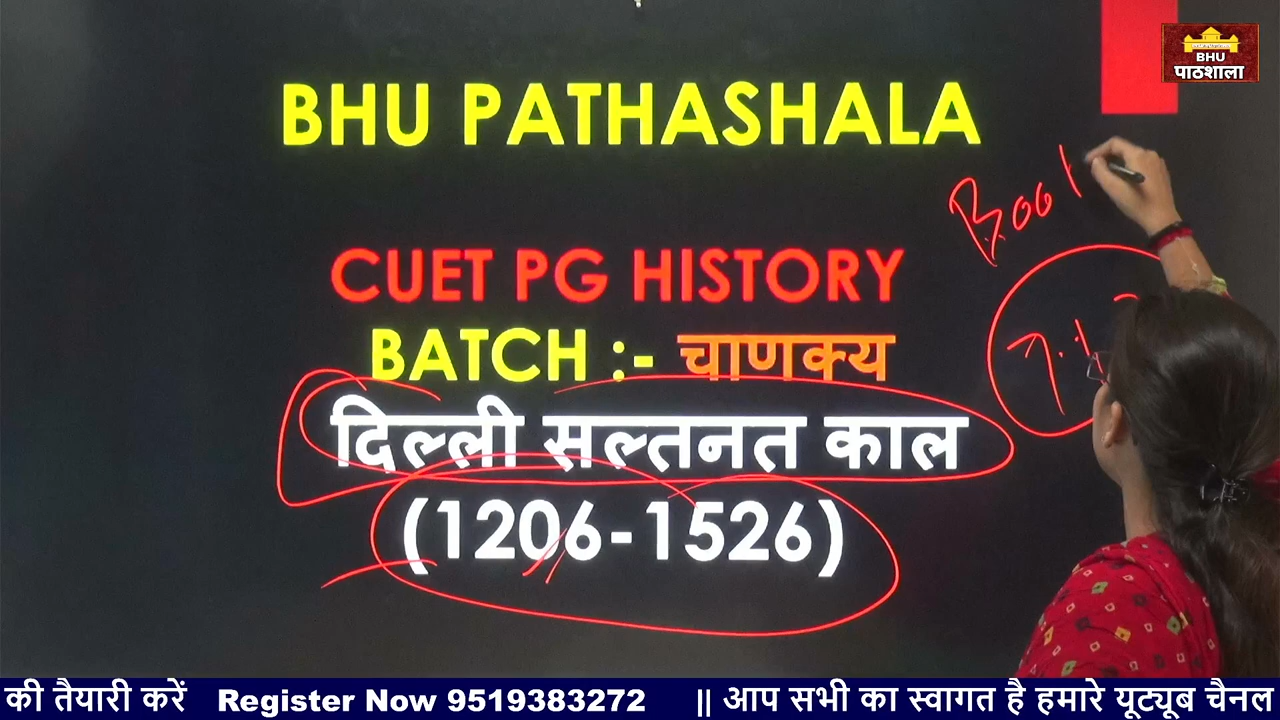 BHU
पाठशाला
BHU PATHASHALA
CUET PG HISTORY
BATCH :- चाणक्य
दिल्ली सल्तनत काल
(1206-1526)
की तैयारी करें Register Now 9519383272 || आप सभी का स्वागत है हमारे यूट्यूब चैनल